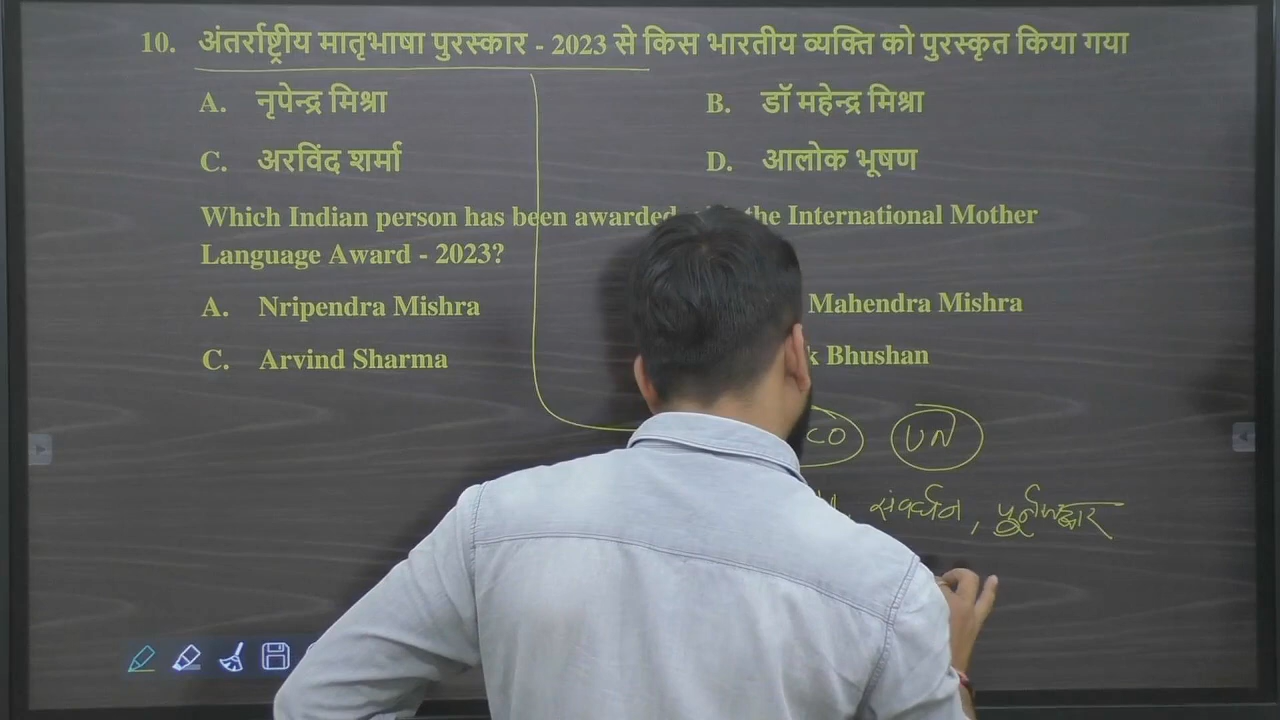 10. अंतर्राष्ट्रीय मातृभाषा पुरस्कार - 2023 से किस भारतीय व्यक्ति को पुरस्कृत किया गया
A. नृपेन्द्र मिश्रा B. डॉ महेन्द्र मिश्रा
C. अरविंद शर्मा D. आलोक भूषण
Which Indian person has been awarded the International Mother
Language Award - 2023?
A. Nripendra Mishra Mahendra Mishra
C. Arvind Sharma Bhushan
CO UN
संवर्धन,